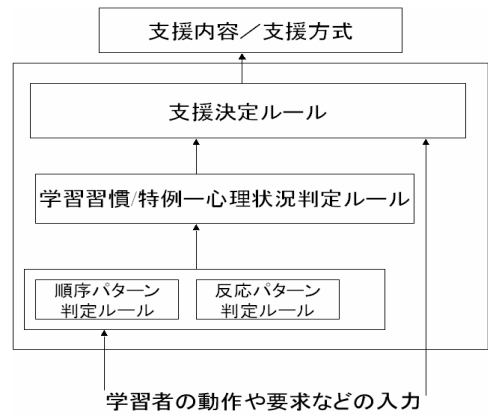 支援内容／支援方式
支援決定ルール
学習習慣/特例ー心理状況判定ルール
順序パターン
判定ルール
反応パターン
判定ルール
学習者の動作や要求などの入力